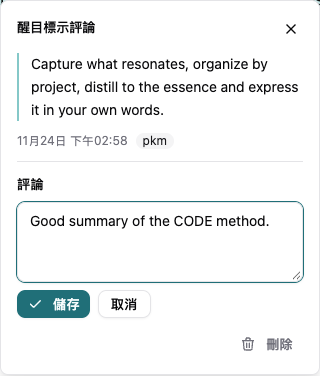 醒目標示評論
Capture what resonates, organize by
project, distill to the essence and express
it in your own words.
11月24日 下午02:58 pkm
評論
Good summary of the CODE method.
儲存 取消
刪除